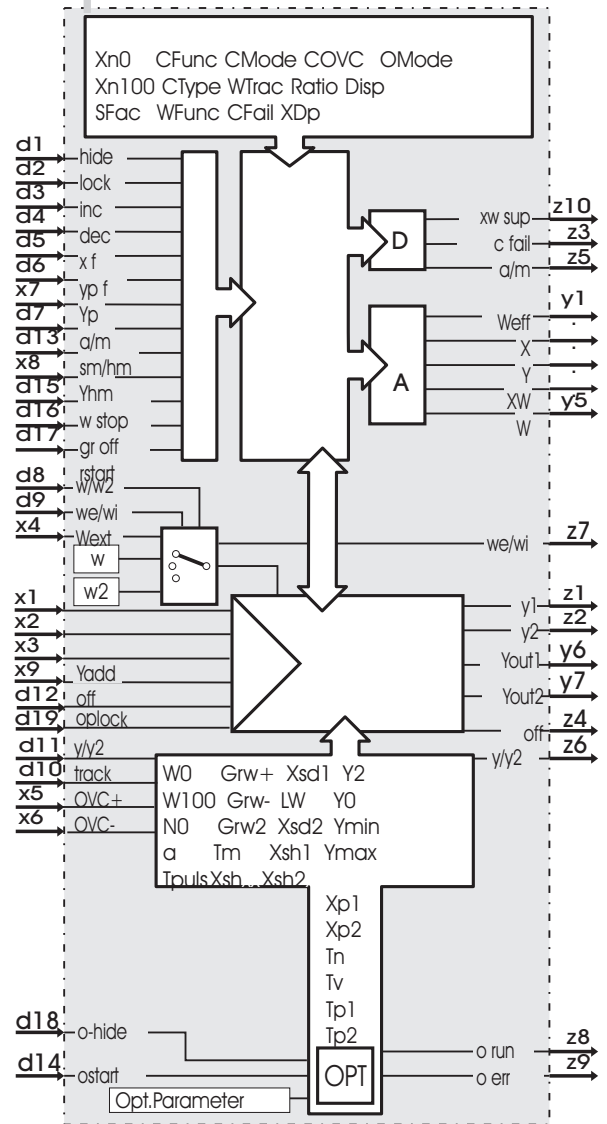 Xn0 CFunc CMode COVC OMode
Xn100 CType WTrac Ratio Disp
SFac WFunc CFail XDp
d1 hide
d2 lock
d3 inc
d4 dec
d5 x f
d6 yp f
x7 Yp
d7 a/m
d13 sm/hm
x8 Yhm
d15 w stop
d16 gr off
d17 rstart
D
xw sup z10
c fail z3
a/m z5
A
Weff y1
X .
Y .
XW .
W y5
d8 w/w2
d9 we/wi
x4 Wext
w
w2
we/wi z7
x1
x2
x3
x9 Yadd
d12 off
d19 oplock
y1 z1
y2 z2
Yout1 y6
Yout2 y7
off z4
y/y2 z6
d11 y/y2
d10 track
x5 OVC+
x6 OVC-
W0 Grw+ Xsd1 Y2
W100 Grw- LW Y0
N0 Grw2 Xsd2 Ymin
a Tm Xsh1 Ymax
Tpuls Xsh Xsh2
Xp1
Xp2
Tn
Tv
Tp1
Tp2
OPT
d18 o-hide
d14 ostart
Opt.Parameter
o run z8
o err z9